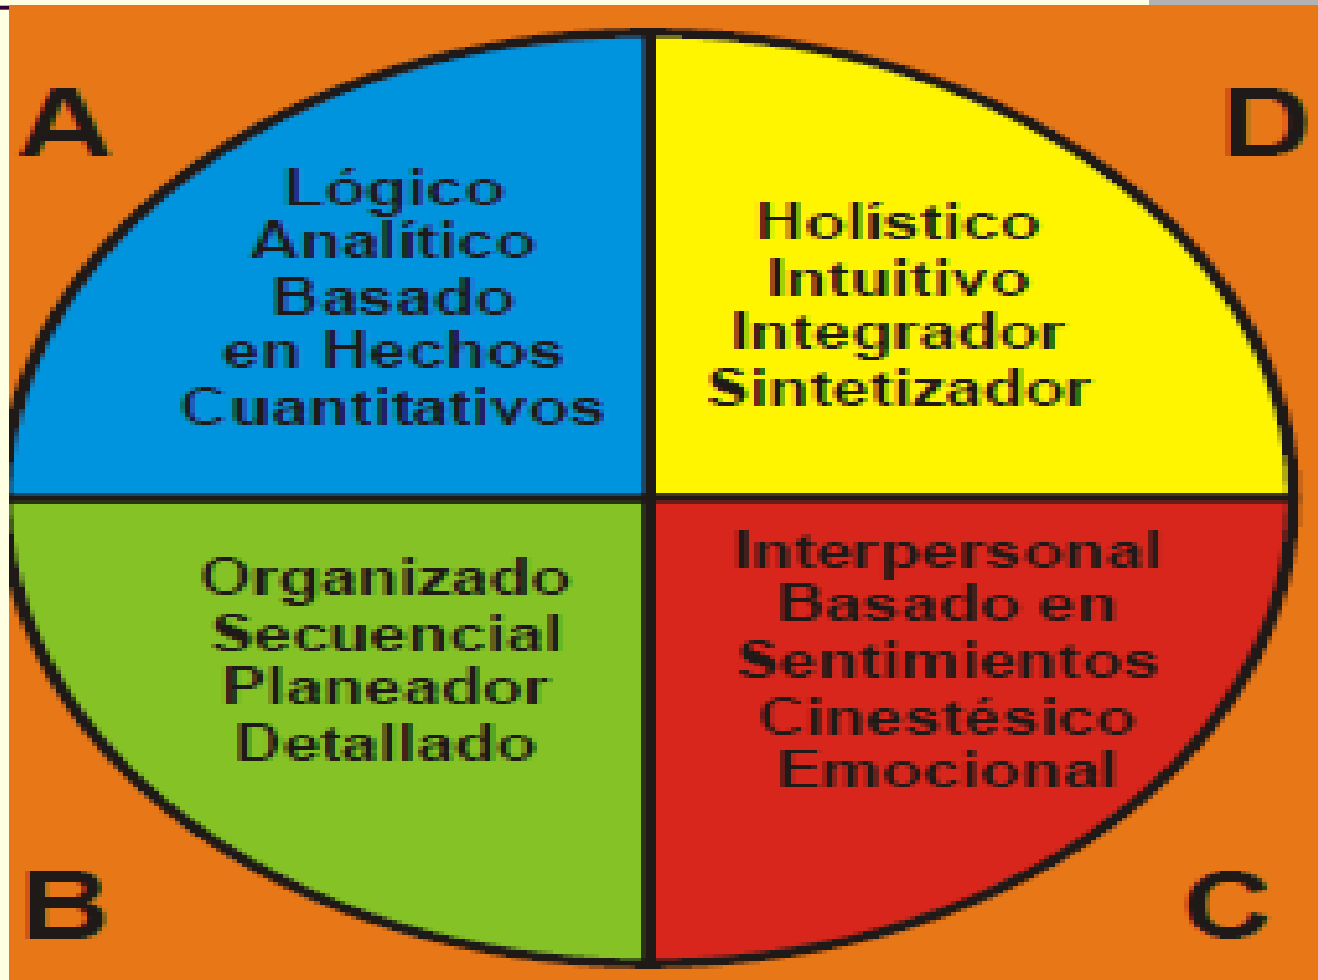 A
Lógico
Analítico
Basado
en Hechos
Cuantitativos
D
Holístico
Intuitivo
Integrador
Sintetizador
B
Organizado
Secuencial
Planeador
Detallado
C
Interpersonal
Basado en
Sentimientos
Cinestésico
Emocional